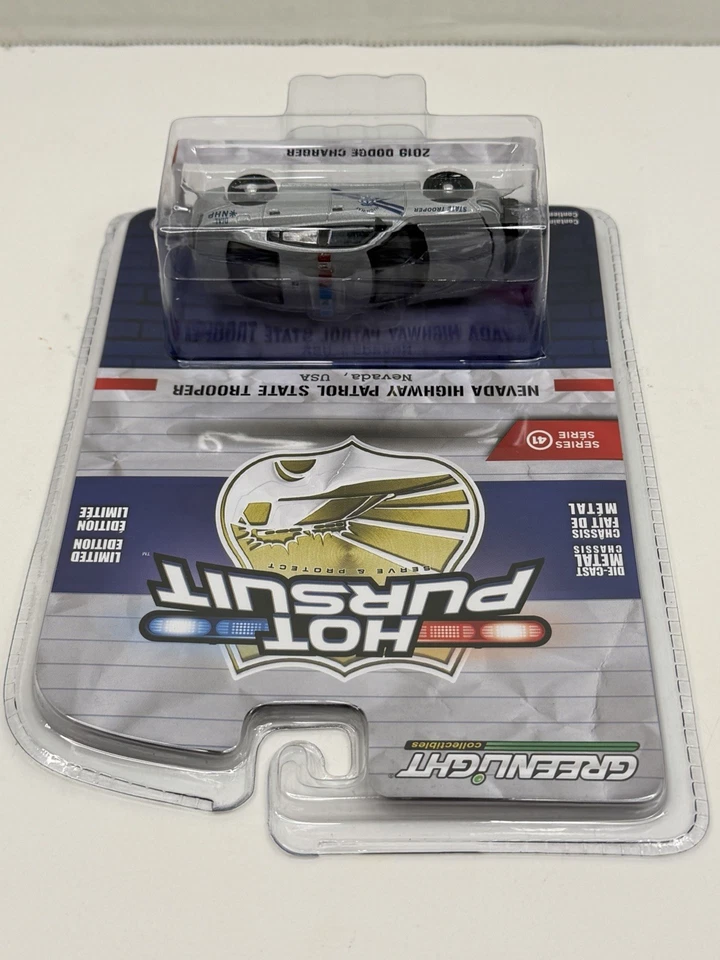 GREENLIGHT
collectibles
HOT
PURSUIT
™
SERVE & PROTECT
DIE-CAST
METAL
CHASSIS
CHÂSSIS
FAIT DE
MÉTAL
LIMITED
EDITION
ÉDITION
LIMITÉE
SERIES
SÉRIE
41
NEVADA HIGHWAY PATROL STATE TROOPER
Nevada, USA
STATE TROOPER
NHP
2019 DODGE CHARGER